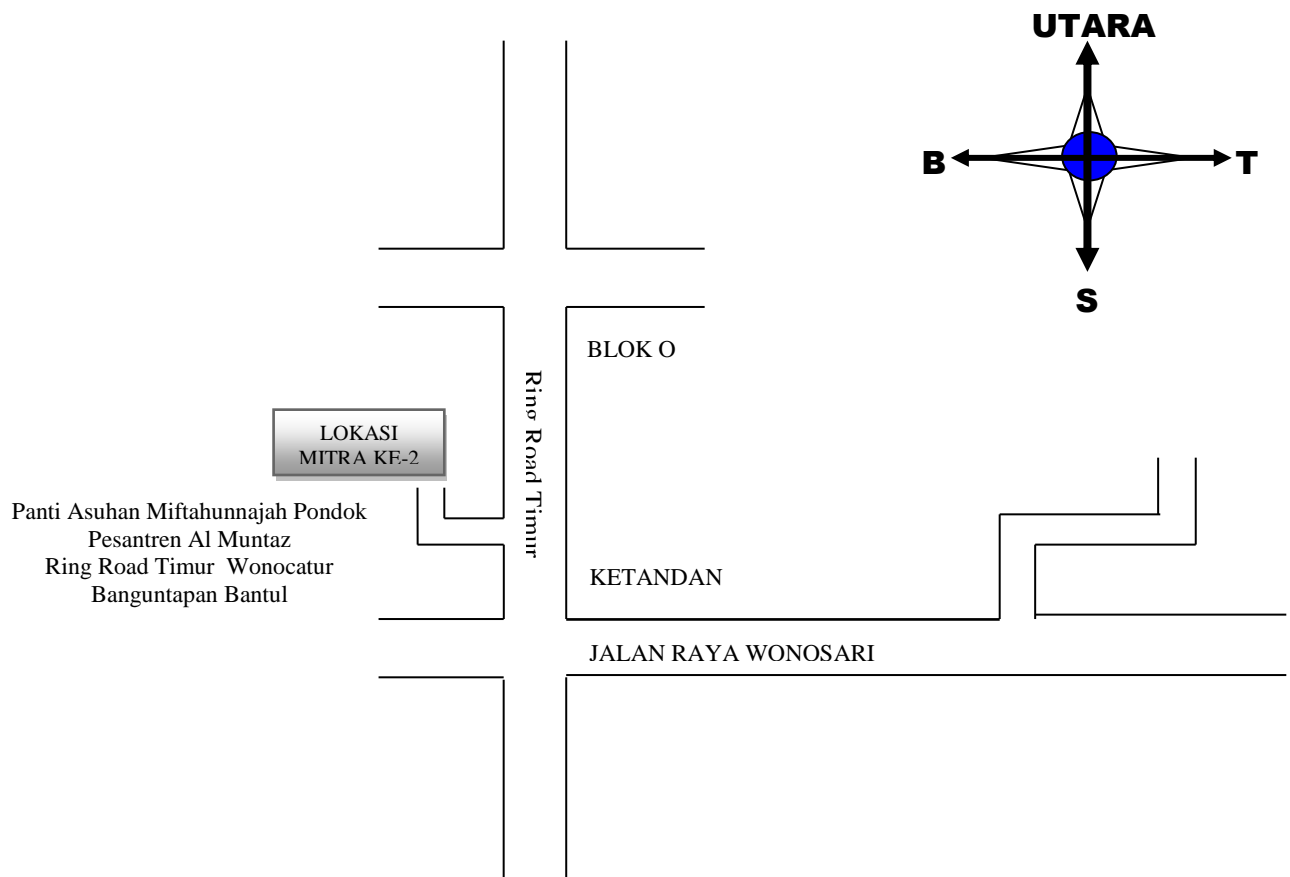 UTARA
B
T
S
BLOK O
Ring Road Timur
LOKASI
MITRA KE-2
Panti Asuhan Miftahunnajah Pondok
Pesantren Al Muntaz
Ring Road Timur Wonocatur
Banguntapan Bantul
KETANDAN
JALAN RAYA WONOSARI